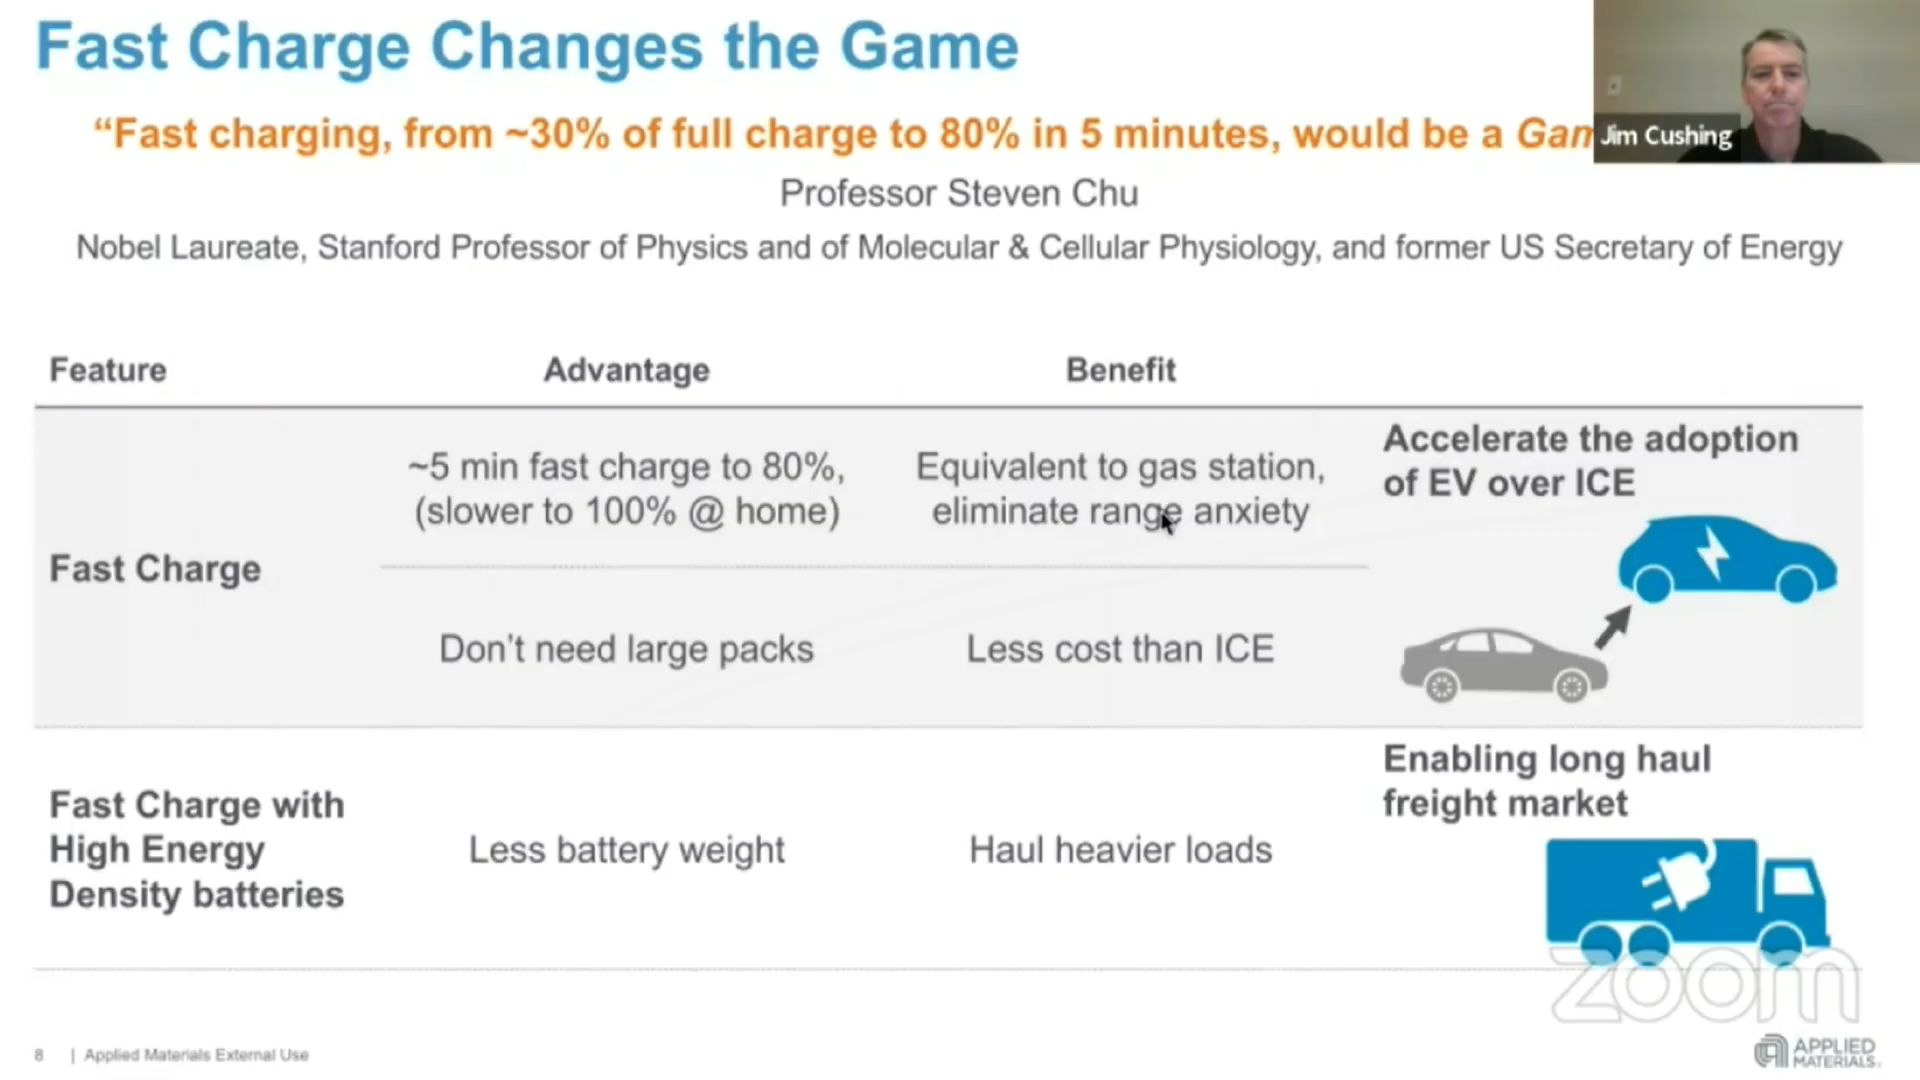 Fast Charge Changes the Game
“Fast charging, from ~30% of full charge to 80% in 5 minutes, would be a
Jim Cushing
Professor Steven Chu
Nobel Laureate, Stanford Professor of Physics and of Molecular & Cellular Physiology, and former US Secretary of Energy
Feature Advantage Benefit
Accelerate the adoption
of EV over ICE
~5 min fast charge to 80%,
(slower to 100% @ home)
Equivalent to gas station,
eliminate range anxiety
Fast Charge
Don't need large packs
Less cost than ICE
Enabling long haul
freight market
Fast Charge with
High Energy
Density batteries
Less battery weight
Haul heavier loads
zoom
8 | Applied Materials External Use
APPLIED
MATERIALS